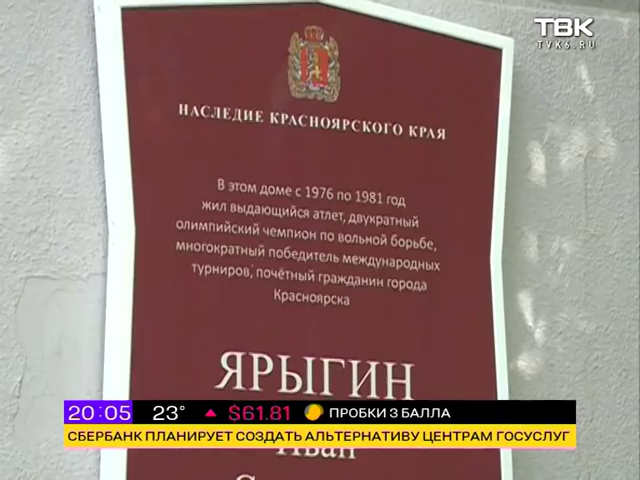 ТВК
TVK6.RU
НАСЛЕДИЕ КРАСНОЯРСКОГО КРАЯ
В этом доме с 1976 по 1981 год
жил выдающийся атлет, двукратный
олимпийский чемпион по вольной борьбе,
многократный победитель международных
турниров, почётный гражданин города
Красноярска
ЯРЫГИН
20:05 23° $61.81 ПРОБКИ 3 БАЛЛА
СБЕРБАНК ПЛАНИРУЕТ СОЗДАТЬ АЛЬТЕРНАТИВУ ЦЕНТРАМ ГОСУСЛУГ
Иван